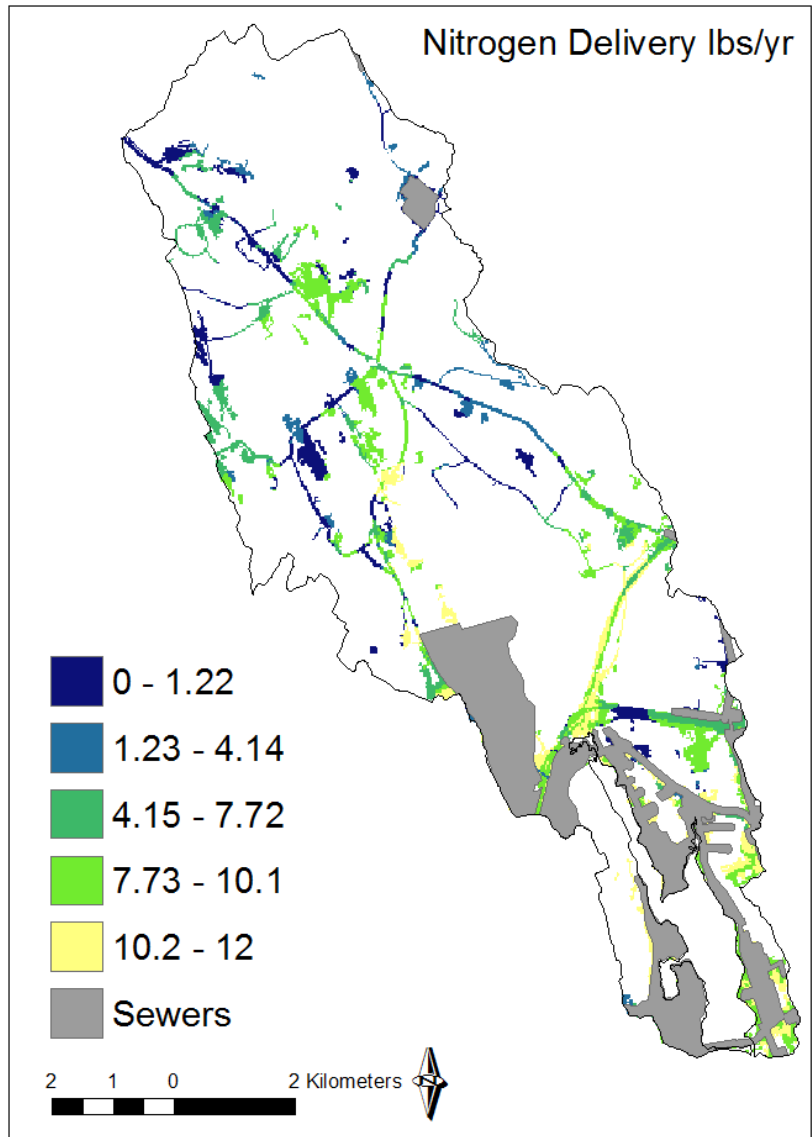 Nitrogen Delivery lbs/yr
0 - 1.22
1.23 - 4.14
4.15 - 7.72
7.73 - 10.1
10.2 - 12
Sewers
2 1 0 2 Kilometers